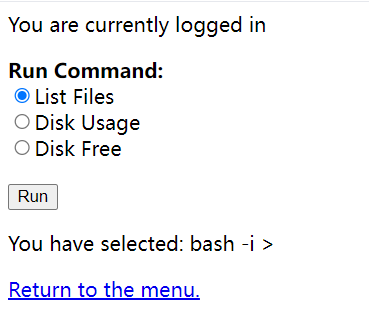 You are currently logged in
Run Command:
List Files
Disk Usage
Disk Free
Run
You have selected: bash -i >
Return to the menu.